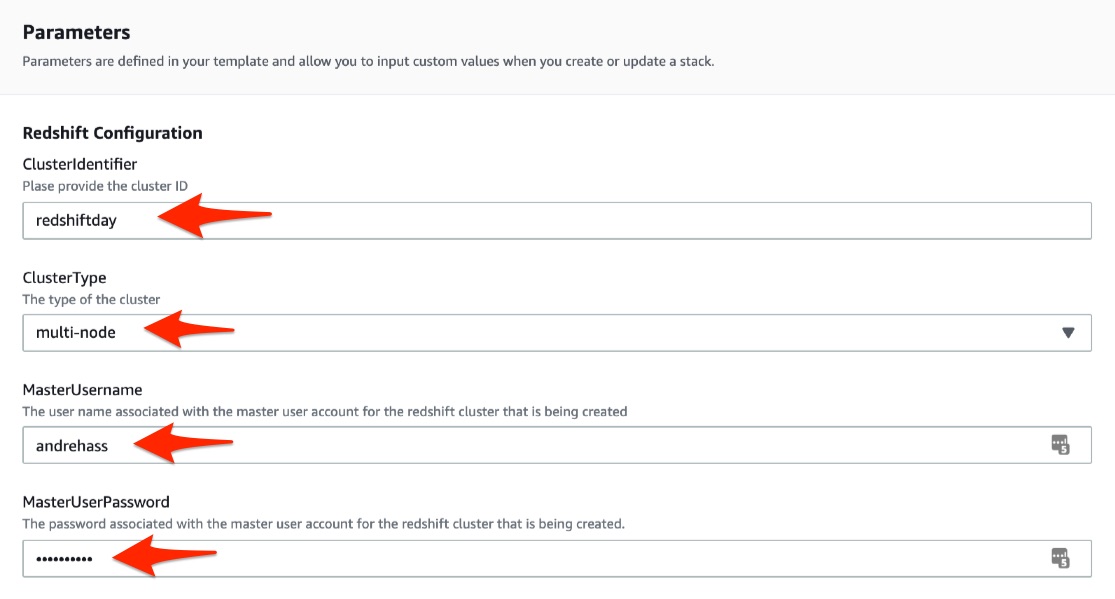 Parameters
Parameters are defined in your template and allow you to input custom values when you create or update a stack.
Redshift Configuration
ClusterIdentifier
Plase provide the cluster ID
redshiftday
ClusterType
The type of the cluster
multi-node
MasterUsername
The user name associated with the master user account for the redshift cluster that is being created
andrehass
5
MasterUserPassword
The password associated with the master user account for the redshift cluster that is being created.
••••••••••
5